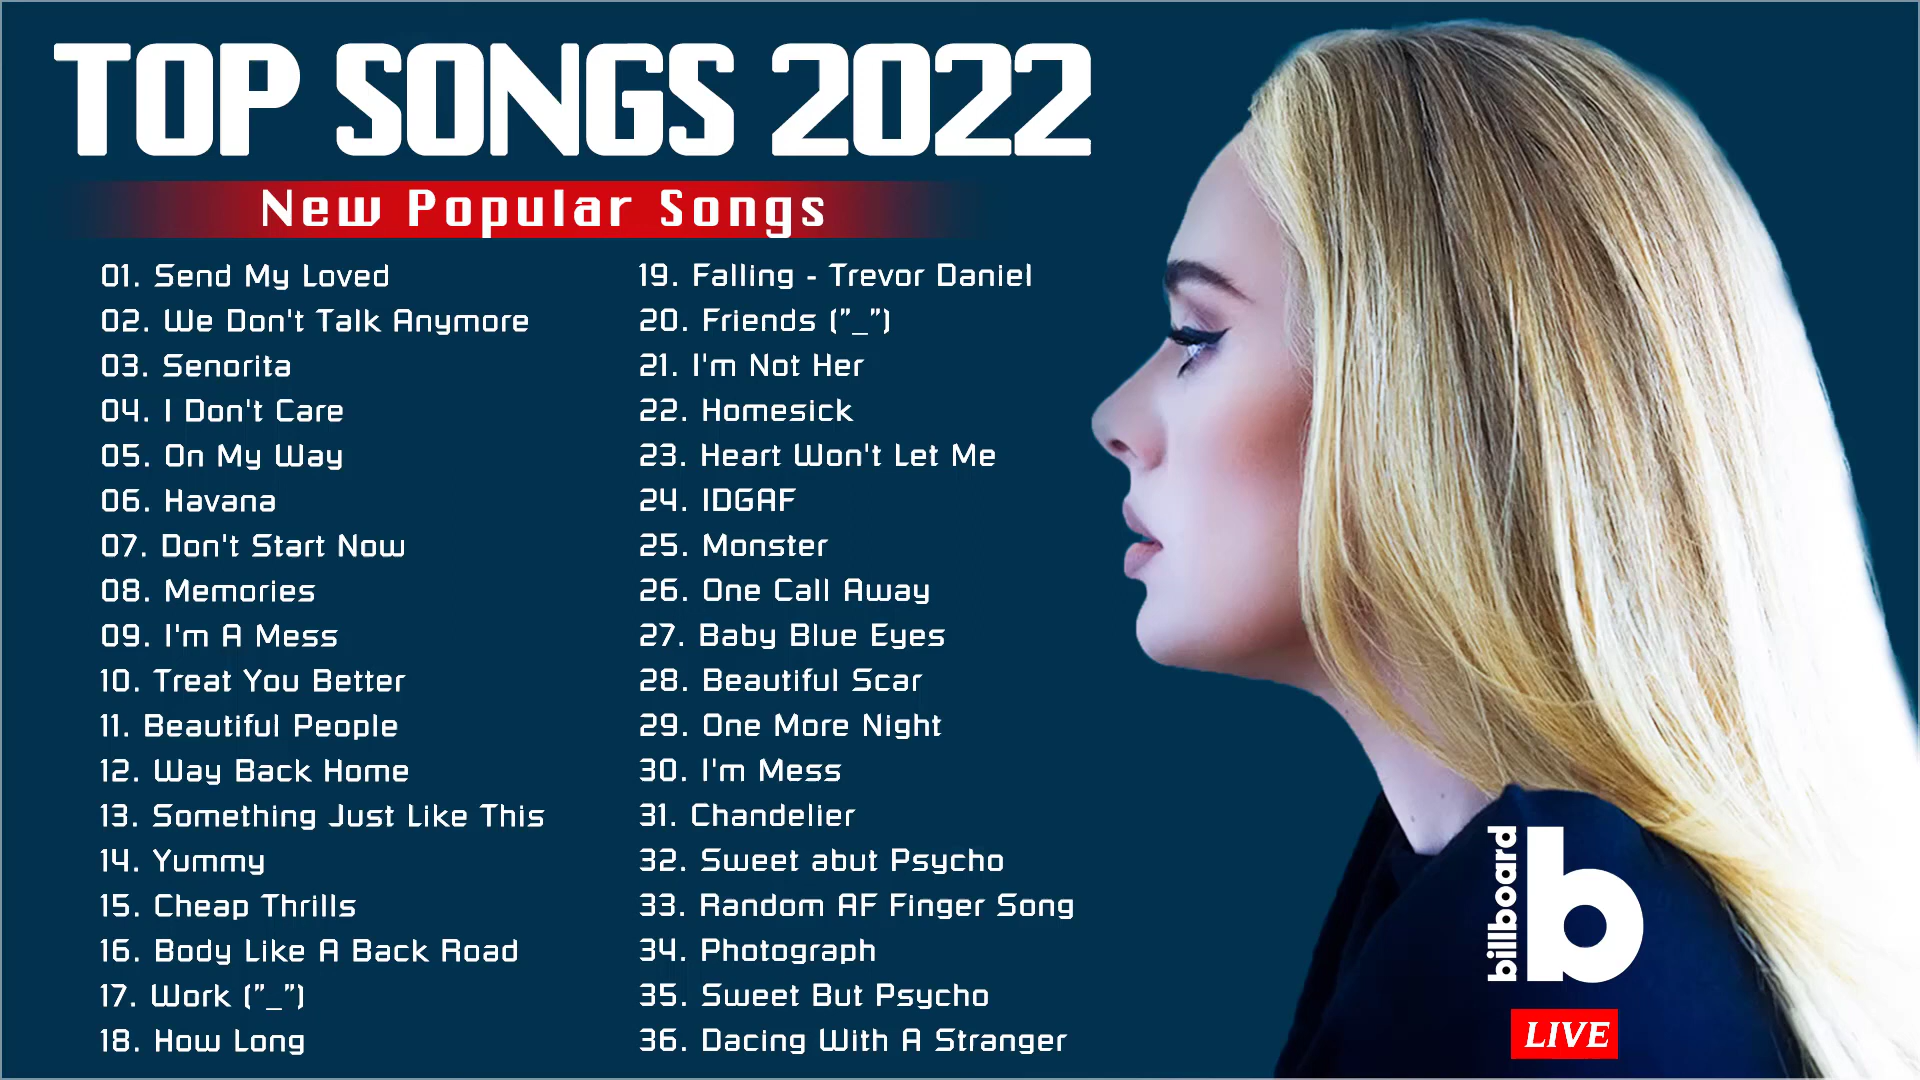 TOP SONGS 2022
New Popular Songs
01. Send My Loved
02. We Don't Talk Anymore
03. Senorita
04. I Don't Care
05. On My Way
06. Havana
07. Don't Start Now
08. Memories
09. I'm A Mess
10. Treat You Better
11. Beautiful People
12. Way Back Home
13. Something Just Like This
14. Yummy
15. Cheap Thrills
16. Body Like A Back Road
17. Work ("_")
18. How Long
19. Falling - Trevor Daniel
20. Friends ("_")
21. I'm Not Her
22. Homesick
23. Heart Won't Let Me
24. IDGAF
25. Monster
26. One Call Away
27. Baby Blue Eyes
28. Beautiful Scar
29. One More Night
30. I'm Mess
31. Chandelier
32. Sweet abut Psycho
33. Random AF Finger Song
34. Photograph
35. Sweet But Psycho
36. Dacing With A Stranger
billboard
b
LIVE